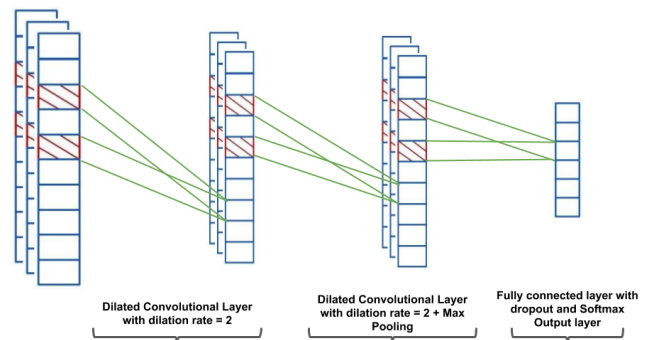 Dilated Convolutional Layer
with dilation rate = 2
Dilated Convolutional Layer
with dilation rate = 2 + Max
Pooling
Fully connected layer with
dropout and Softmax
Output layer